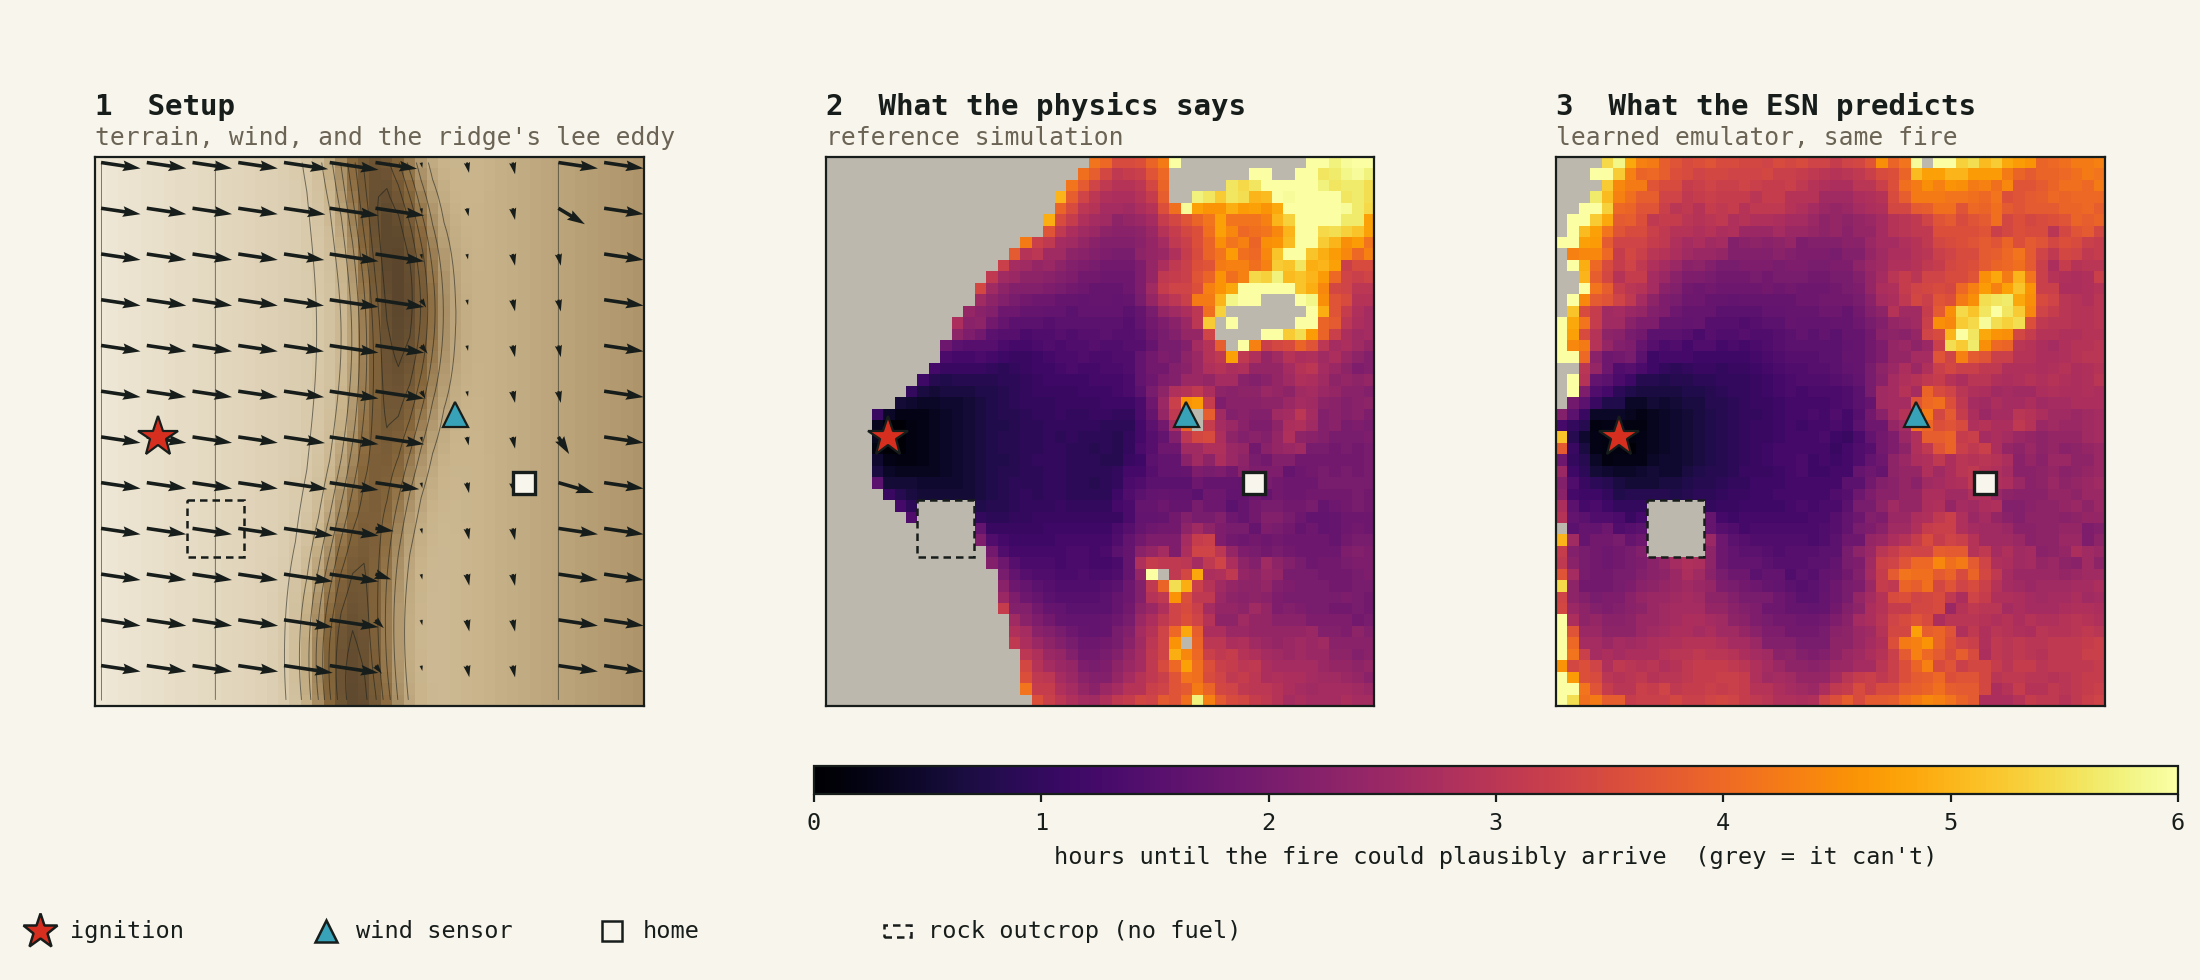 1  Setup
terrain, wind, and the ridge's lee eddy
2  What the physics says
reference simulation
3  What the ESN predicts
learned emulator, same fire
0 1 2 3 4 5 6
hours until the fire could plausibly arrive  (grey = it can't)
ignition
wind sensor
home
rock outcrop (no fuel)